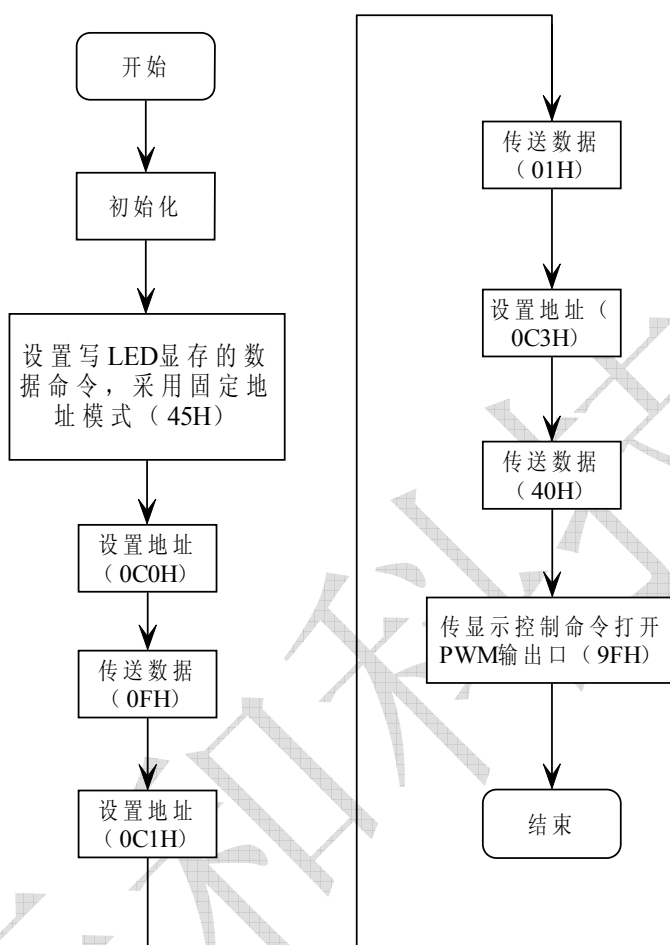 开始
初始化
设置写LED显存的数
据命令，采用固定地
址模式（45H）
设置地址
（0C0H）
传送数据
（0FH）
设置地址
（0C1H）
传送数据
（01H）
设置地址（
0C3H）
传送数据
（40H）
传显示控制命令打开
PWM输出口（9FH）
结束